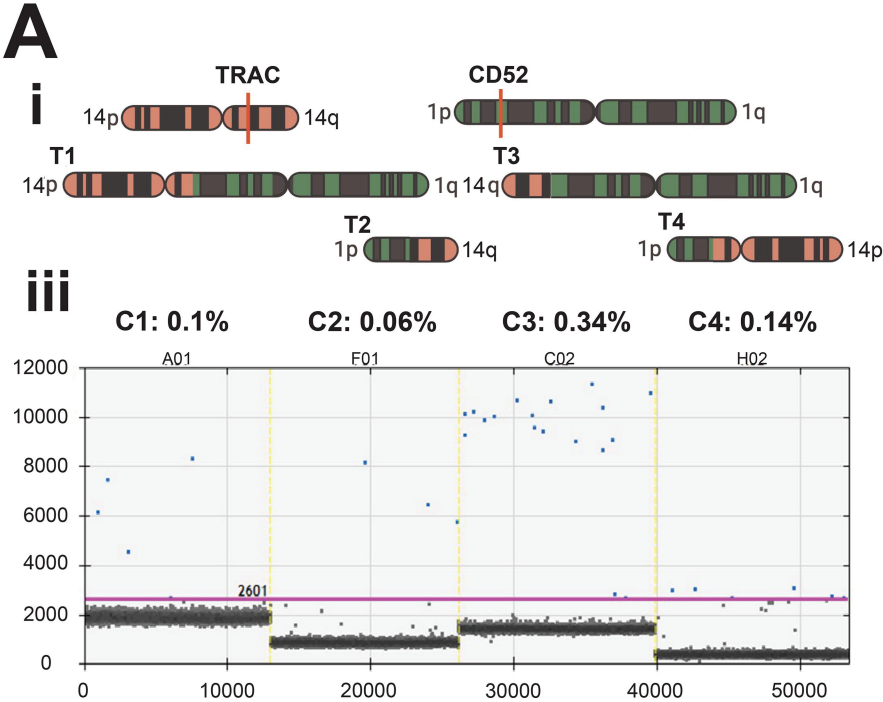 A
i
TRAC
CD52
14p
14q
1p
1q
T1
T3
14p
1q
14q
1q
T2
T4
1p
14q
1p
14p
iii
C1: 0.1%
C2: 0.06%
C3: 0.34%
C4: 0.14%
A01
F01
C02
H02
12000
10000
8000
6000
4000
2601
2000
0
0
10000
20000
30000
40000
50000